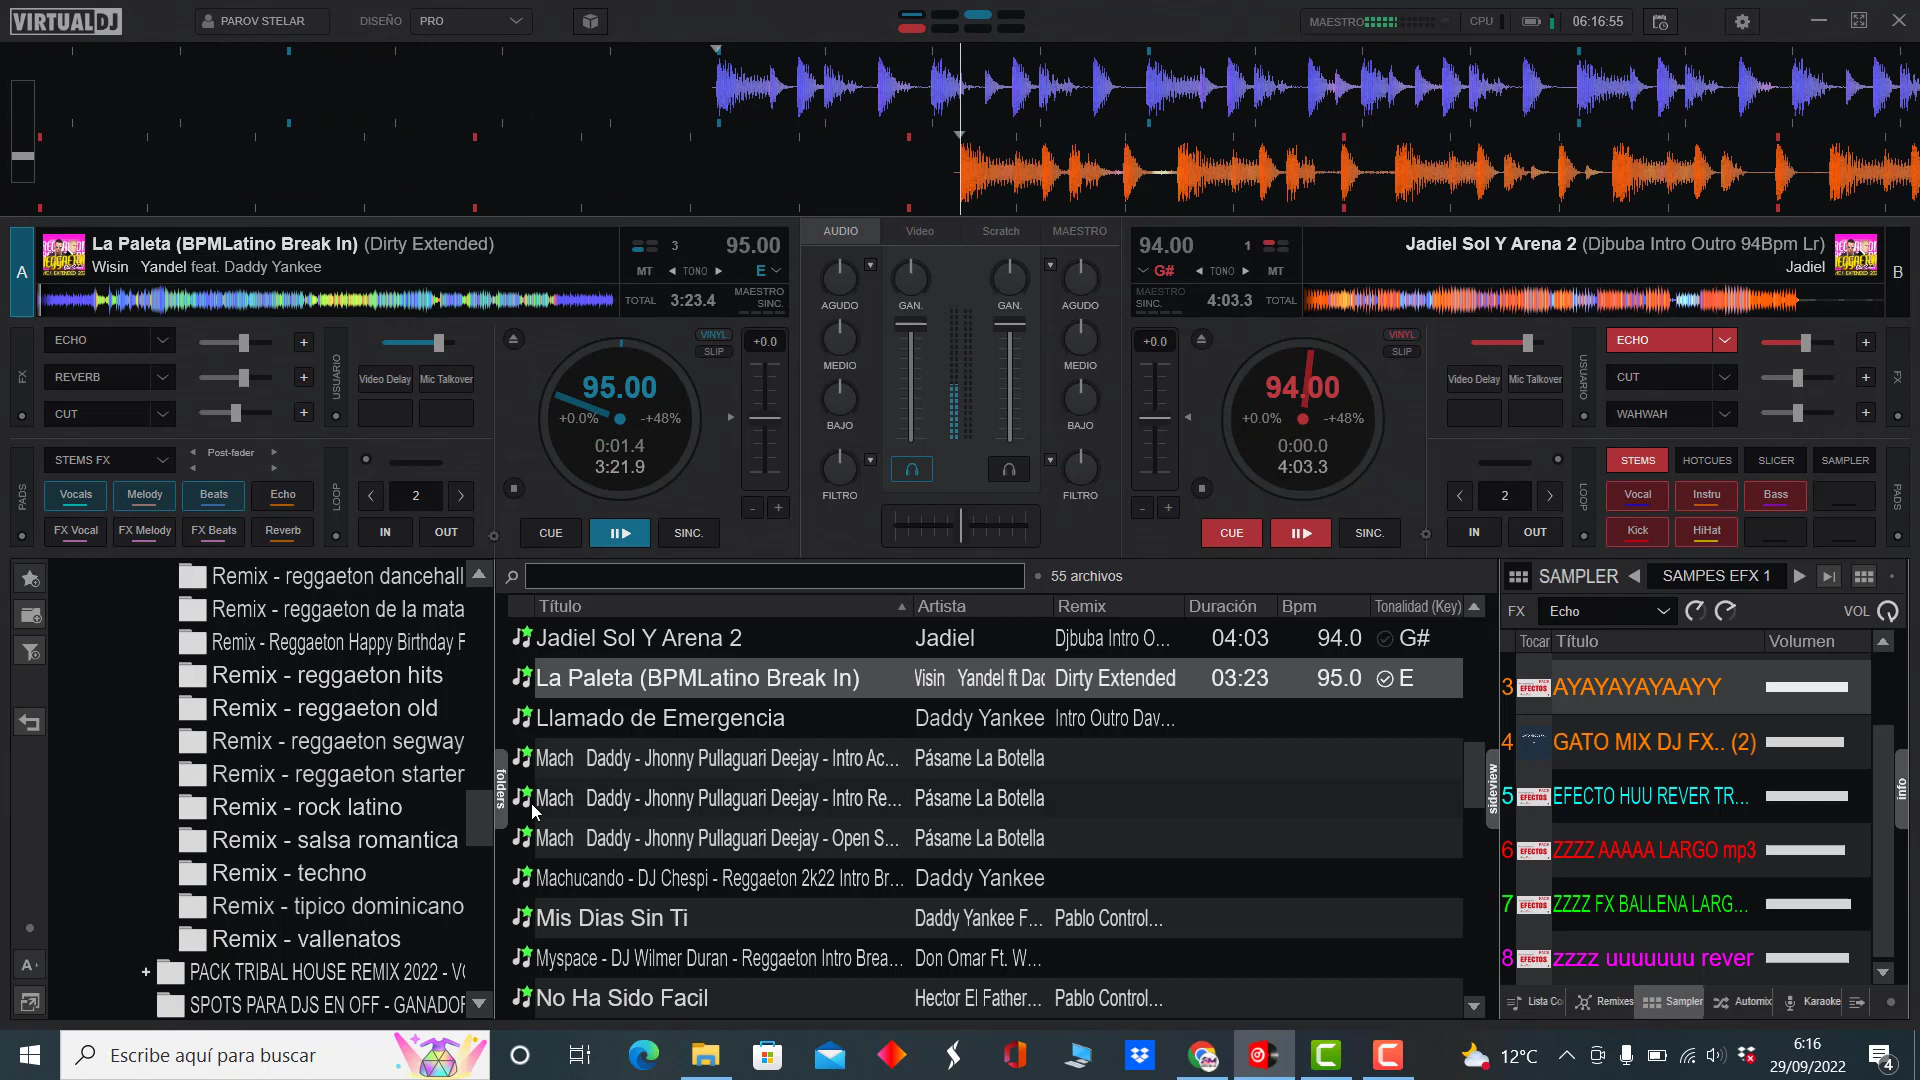 VIRTUALDJ
PAROV STELAR
DISEÑO
PRO
MAESTRO
CPU
06:16:55
A
La Paleta (BPMLatino Break In) (Dirty Extended)
Wisin Yandel feat. Daddy Yankee
3
95.00
MT
TONO
E
TOTAL
3:23.4
MAESTRO
SINC.
AUDIO
Video
Scratch
MAESTRO
94.00
1
G#
TONO
MT
MAESTRO
SINC.
4:03.3
TOTAL
Jadiel Sol Y Arena 2 (Djbuba Intro Outro 94Bpm Lr)
Jadiel
B
FX
ECHO
REVERB
CUT
USUARIO
Video Delay
Mic Talkover
VINYL
SLIP
95.00
+0.0%
-+48%
0:01.4
3:21.9
+0.0
AGUDO
GAN.
GAN.
AGUDO
MEDIO
MEDIO
BAJO
BAJO
FILTRO
FILTRO
+0.0
VINYL
SLIP
94.00
+0.0%
-+48%
0:00.0
4:03.3
Video Delay
Mic Talkover
USUARIO
ECHO
CUT
WAHWAH
FX
PADS
STEMS FX
Post-fader
Vocals
Melody
Beats
Echo
FX Vocal
FX Melody
FX Beats
Reverb
LOOP
2
IN
OUT
CUE
SINC.
CUE
SINC.
2
IN
OUT
LOOP
STEMS
HOTCUES
SLICER
SAMPLER
Vocal
Instru
Bass
Kick
HiHat
PADS
Remix - reggaeton dancehall
Remix - reggaeton de la mata
Remix - Reggaeton Happy Birthday F
Remix - reggaeton hits
Remix - reggaeton old
Remix - reggaeton segway
Remix - reggaeton starter
Remix - rock latino
Remix - salsa romantica
Remix - techno
Remix - tipico dominicano
Remix - vallenatos
+ PACK TRIBAL HOUSE REMIX 2022 - VO
SPOTS PARA DJS EN OFF - GANADOR
A+
folders
55 archivos
Título
Artista
Remix
Duración
Bpm
Tonalidad (Key)
Jadiel Sol Y Arena 2 Jadiel Djbuba Intro O... 04:03 94.0 G#
La Paleta (BPMLatino Break In) Wisin Yandel ft Dad Dirty Extended 03:23 95.0 E
Llamado de Emergencia Daddy Yankee Intro Outro Dav...
Mach Daddy - Jhonny Pullaguari Deejay - Intro Ac... Pásame La Botella
Mach Daddy - Jhonny Pullaguari Deejay - Intro Re... Pásame La Botella
Mach Daddy - Jhonny Pullaguari Deejay - Open S... Pásame La Botella
Machucando - DJ Chespi - Reggaeton 2k22 Intro Br... Daddy Yankee
Mis Dias Sin Ti Daddy Yankee F... Pablo Control...
Myspace - DJ Wilmer Duran - Reggaeton Intro Brea... Don Omar Ft. W...
No Ha Sido Facil Hector El Father... Pablo Control...
sideview
SAMPLER
SAMPES EFX 1
FX
Echo
VOL
Tocar
Título
Volumen
3 EFECTOS AYAYAYAYAAYY
4 GATO MIX DJ FX.. (2)
5 EFECTOS EFECTO HUU REVER TR...
6 EFECTOS ZZZZ AAAAA LARGO mp3
7 EFECTOS ZZZZ FX BALLENA LARG...
8 EFECTOS zzzz uuuuuuu rever
info
Lista Co
Remixes
Sampler
Automix
Karaoke
Escribe aquí para buscar
12°C
6:16
29/09/2022
4